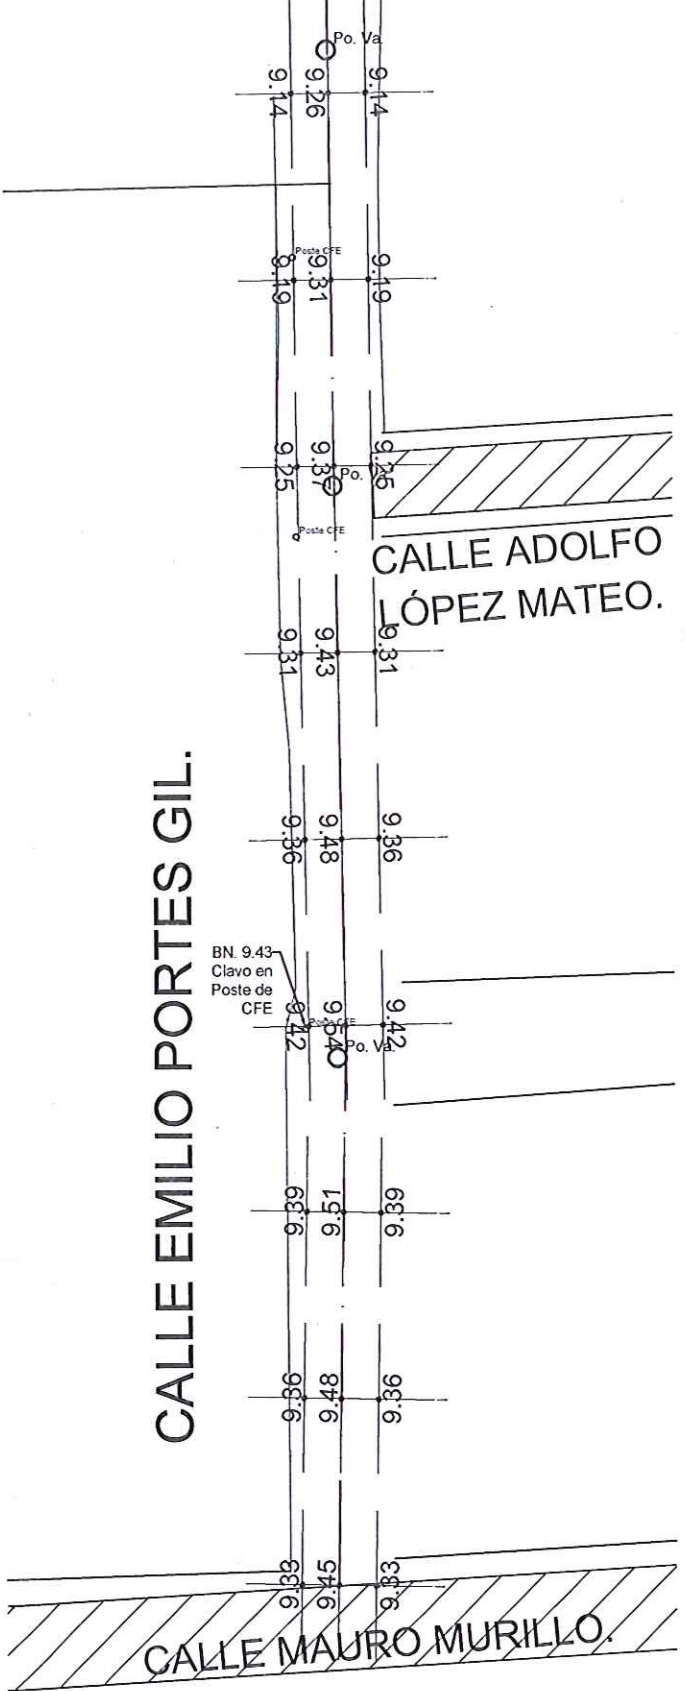 Po. Va.
9.14 9.26 9.14
Poste CFE
9.19 9.31 9.19
9.25 9.37 9.25
Po. Va.
Poste CFE
CALLE ADOLFO
LÓPEZ MATEO.
9.31 9.43 9.31
CALLE EMILIO PORTES GIL.
9.36 9.48 9.36
BN. 9.43
Clavo en
Poste de
CFE
Poste CFE
9.42 9.54 9.42
Po. Va.
9.39 9.51 9.39
9.36 9.48 9.36
9.33 9.45 9.33
CALLE MAURO MURILLO.